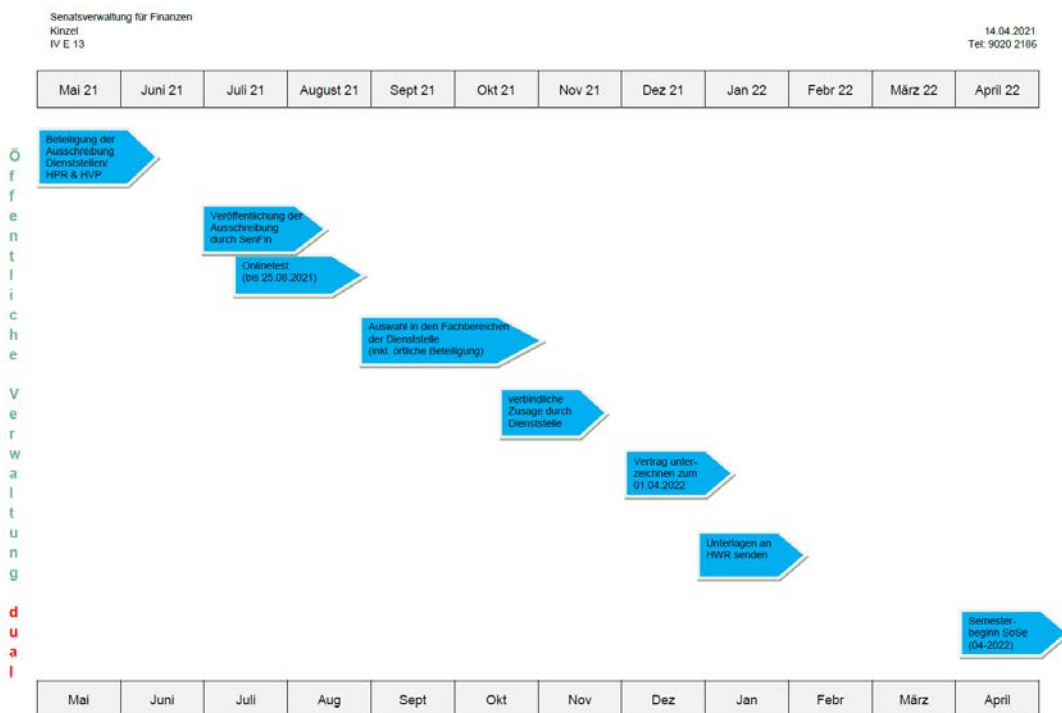 Senatsverwaltung für Finanzen
Kinzel
IV E 13
14.04.2021
Tel: 9020 2186
Mai 21 Juni 21 Juli 21 August 21 Sept 21 Okt 21 Nov 21 Dez 21 Jan 22 Febr 22 März 22 April 22
Öffentliche Verwaltung dual
Beteiligung der
Ausschreibung
Dienststellen/
HPR & HVP
Veröffentlichung der
Ausschreibung
durch SenFin
Onlinetest
(bis 25.08.2021)
Auswahl in den Fachbereichen
der Dienststelle
(inkl. örtliche Beteiligung)
verbindliche
Zusage durch
Dienststelle
Vertrag unter-
zeichnen zum
01.04.2022
Unterlagen an
HWR senden
Semester-
beginn SoSe
(04-2022)
Mai Juni Juli Aug Sept Okt Nov Dez Jan Febr März April